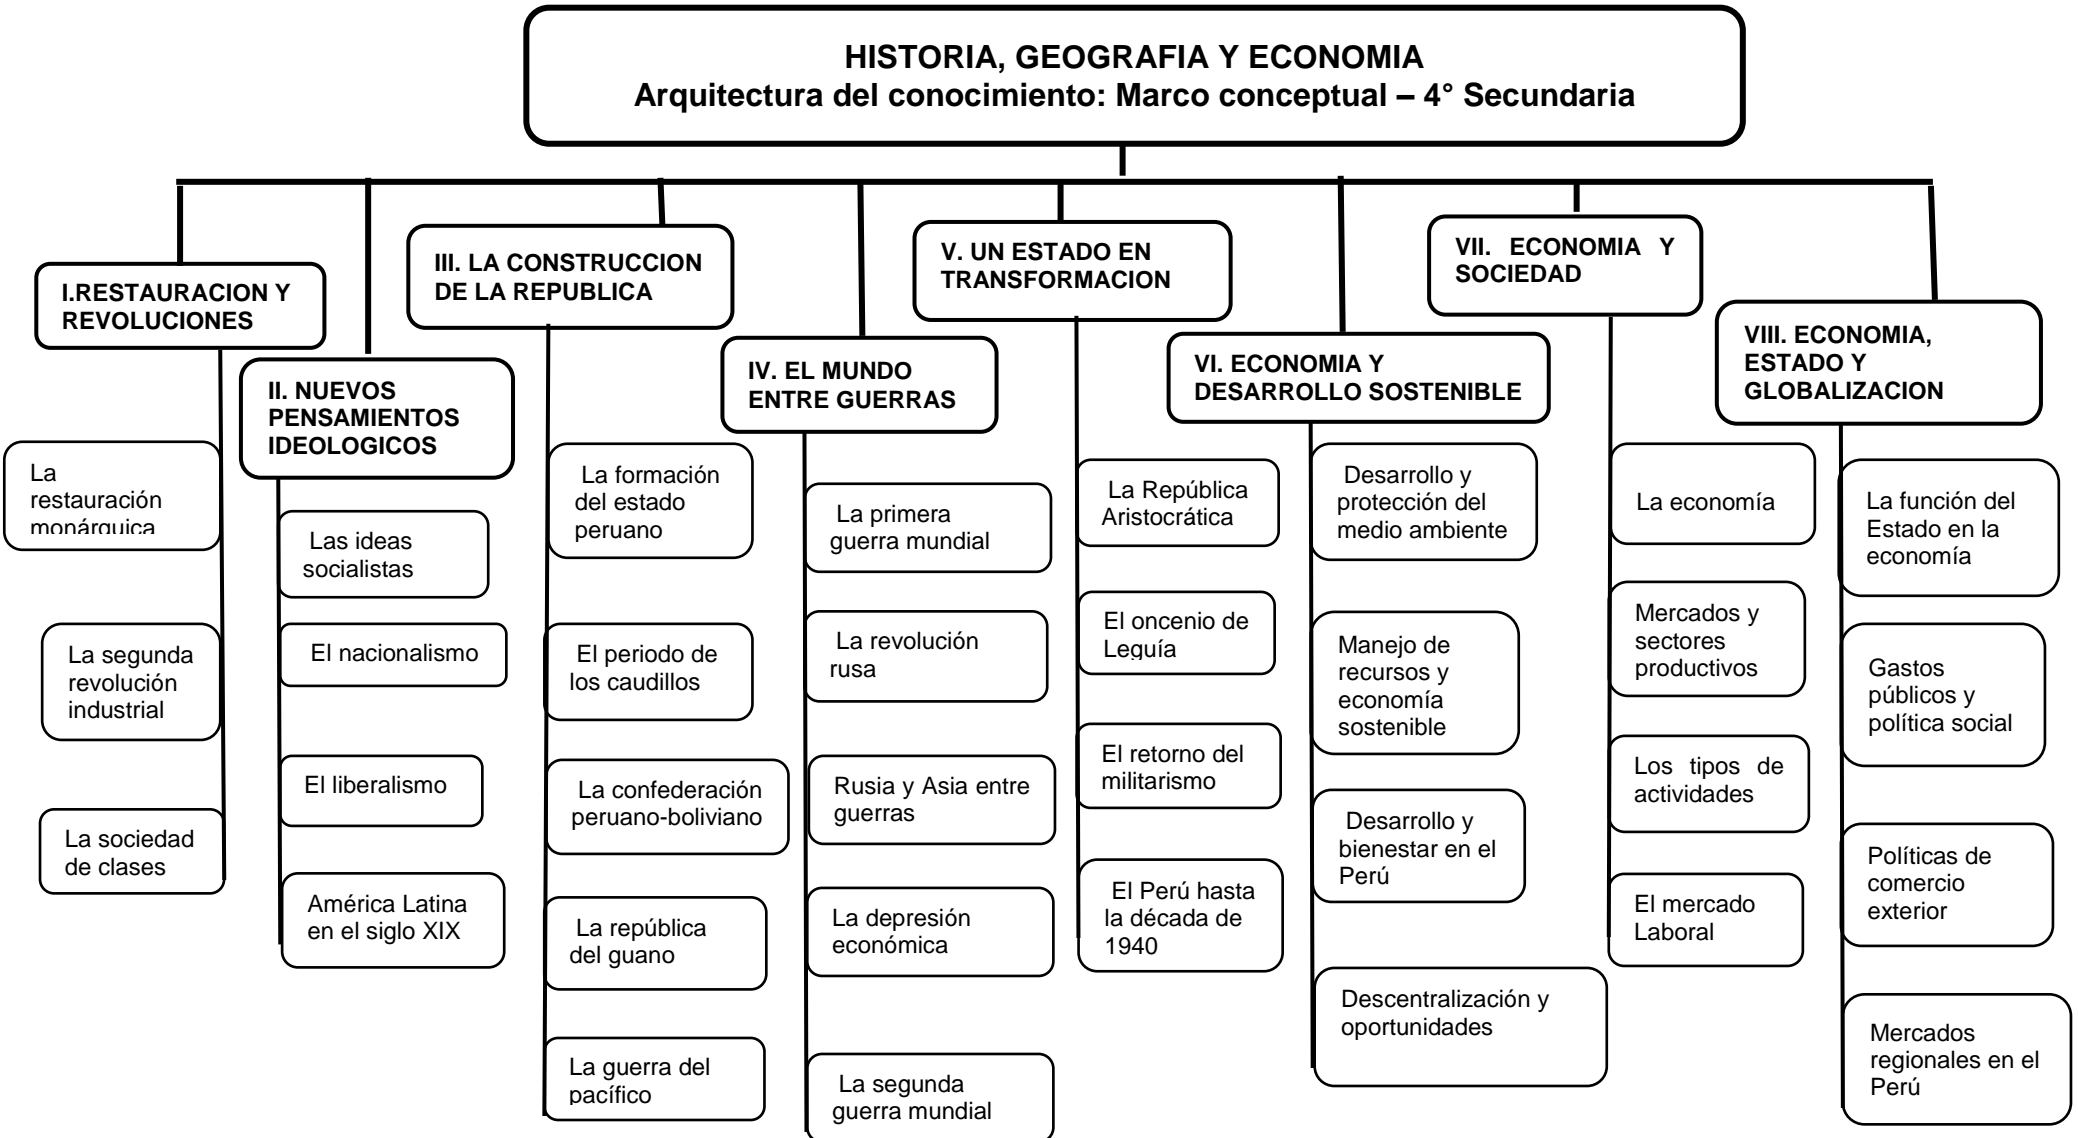 HISTORIA, GEOGRAFIA Y ECONOMIA
Arquitectura del conocimiento: Marco conceptual – 4° Secundaria
I.RESTAURACION Y
REVOLUCIONES
La
restauración
monárquica
La segunda
revolución
industrial
La sociedad
de clases
II. NUEVOS
PENSAMIENTOS
IDEOLOGICOS
Las ideas
socialistas
El nacionalismo
El liberalismo
América Latina
en el siglo XIX
III. LA CONSTRUCCION
DE LA REPUBLICA
La formación
del estado
peruano
El periodo de
los caudillos
La confederación
peruano-boliviano
La república
del guano
La guerra del
pacífico
IV. EL MUNDO
ENTRE GUERRAS
La primera
guerra mundial
La revolución
rusa
Rusia y Asia entre
guerras
La depresión
económica
La segunda
guerra mundial
V. UN ESTADO EN
TRANSFORMACION
La República
Aristocrática
El oncenio de
Leguía
El retorno del
militarismo
El Perú hasta
la década de
1940
VI. ECONOMIA Y
DESARROLLO SOSTENIBLE
Desarrollo y
protección del
medio ambiente
Manejo de
recursos y
economía
sostenible
Desarrollo y
bienestar en el
Perú
Descentralización y
oportunidades
VII. ECONOMIA Y
SOCIEDAD
La economía
Mercados y
sectores
productivos
Los tipos de
actividades
El mercado
Laboral
VIII. ECONOMIA,
ESTADO Y
GLOBALIZACION
La función del
Estado en la
economía
Gastos
públicos y
política social
Políticas de
comercio
exterior
Mercados
regionales en el
Perú